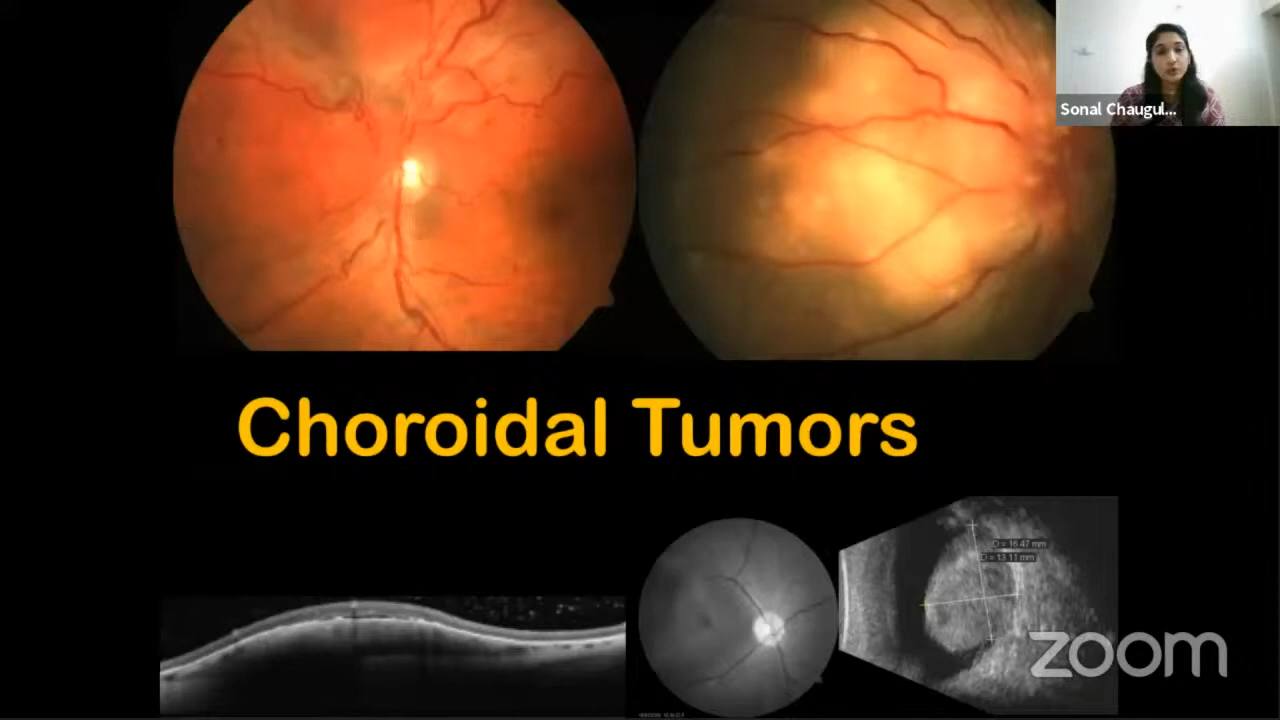 Sonal Chaugul...
Choroidal Tumors
D = 16.47 mm
D = 13.11 mm
zoom